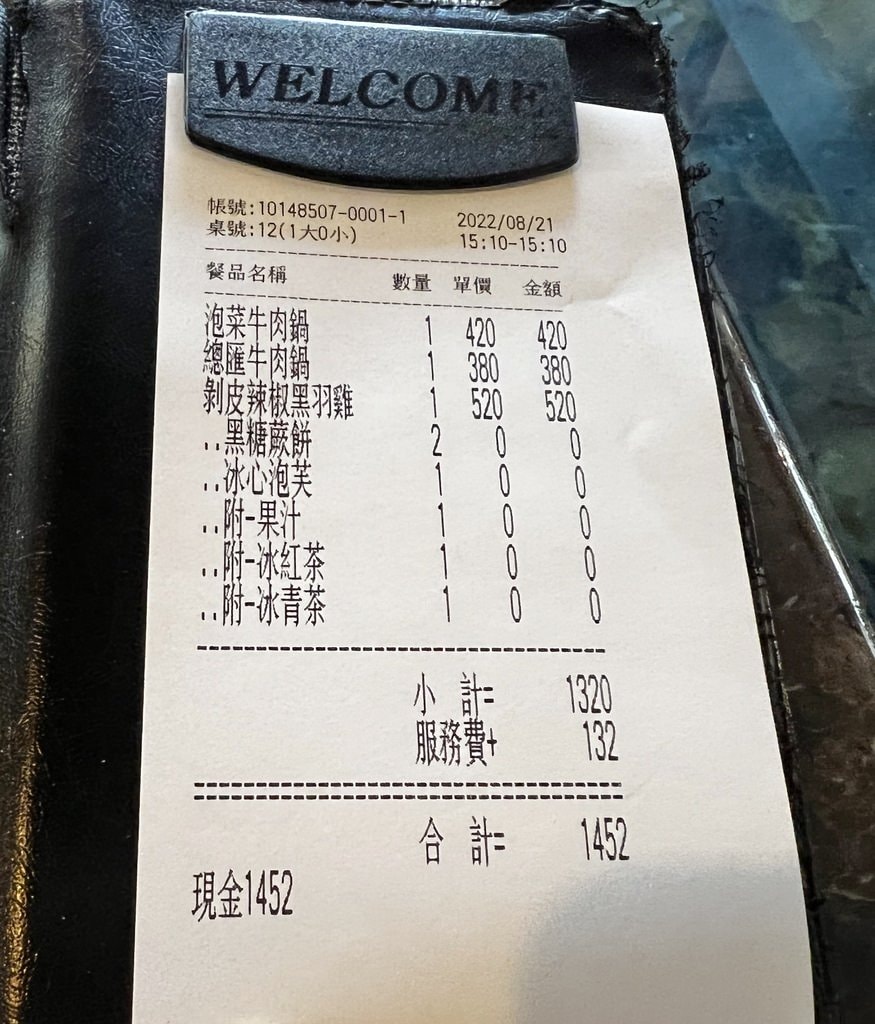 WELCOME
帳號:10148507-0001-1 2022/08/21
桌號:12(1大0小) 15:10-15:10
餐品名稱 數量 單價 金額
泡菜牛肉鍋 1 420 420
總匯牛肉鍋 1 380 380
剝皮辣椒黑羽雞 1 520 520
..黑糖蕨餅 2 0 0
..冰心泡芙 1 0 0
..附-果汁 1 0 0
..附-冰紅茶 1 0 0
..附-冰青茶 1 0 0
小 計= 1320
服務費+ 132
合 計= 1452
現金1452